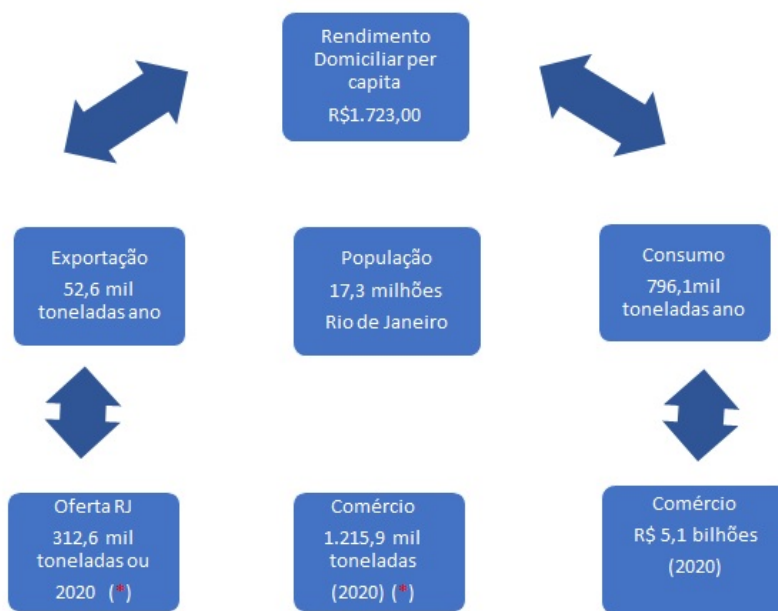 Rendimento
Domiciliar per
capita
R$1.723,00
Exportação
52,6 mil
toneladas ano
População
17,3 milhões
Rio de Janeiro
Consumo
796,1mil
toneladas ano
Oferta RJ
312,6 mil
toneladas ou
2020 (*)
Comércio
1.215,9 mil
toneladas
(2020) (*)
Comércio
R$ 5,1 bilhões
(2020)